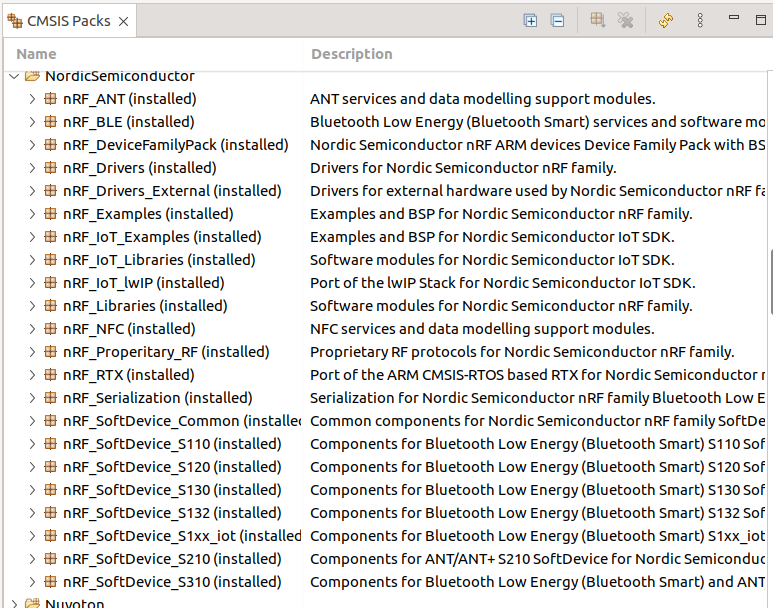 CMSIS Packs
Name Description
NordicSemiconductor
nRF_ANT (installed) ANT services and data modelling support modules.
nRF_BLE (installed) Bluetooth Low Energy (Bluetooth Smart) services and software mo
nRF_DeviceFamilyPack (installed) Nordic Semiconductor nRF ARM devices Device Family Pack with BS
nRF_Drivers (installed) Drivers for Nordic Semiconductor nRF family.
nRF_Drivers_External (installed) Drivers for external hardware used by Nordic Semiconductor nRF fa
nRF_Examples (installed) Examples and BSP for Nordic Semiconductor nRF family.
nRF_IoT_Examples (installed) Examples and BSP for Nordic Semiconductor IoT SDK.
nRF_IoT_Libraries (installed) Software modules for Nordic Semiconductor IoT SDK.
nRF_IoT_lwIP (installed) Port of the lwIP Stack for Nordic Semiconductor IoT SDK.
nRF_Libraries (installed) Software modules for Nordic Semiconductor nRF family.
nRF_NFC (installed) NFC services and data modelling support modules.
nRF_Properitary_RF (installed) Proprietary RF protocols for Nordic Semiconductor nRF family.
nRF_RTX (installed) Port of the ARM CMSIS-RTOS based RTX for Nordic Semiconductor r
nRF_Serialization (installed) Serialization for Nordic Semiconductor nRF family Bluetooth Low E
nRF_SoftDevice_Common (installed Common components for Nordic Semiconductor nRF family SoftDe
nRF_SoftDevice_S110 (installed) Components for Bluetooth Low Energy (Bluetooth Smart) S110 Sof
nRF_SoftDevice_S120 (installed) Components for Bluetooth Low Energy (Bluetooth Smart) S120 Sof
nRF_SoftDevice_S130 (installed) Components for Bluetooth Low Energy (Bluetooth Smart) S130 Sof
nRF_SoftDevice_S132 (installed) Components for Bluetooth Low Energy (Bluetooth Smart) S132 Sof
nRF_SoftDevice_S1xx_iot (installed Components for Bluetooth Low Energy (Bluetooth Smart) S1xx_iot
nRF_SoftDevice_S210 (installed) Components for ANT/ANT+ S210 SoftDevice for Nordic Semiconduc
nRF_SoftDevice_S310 (installed) Components for Bluetooth Low Energy (Bluetooth Smart) and ANT
Nuvoton